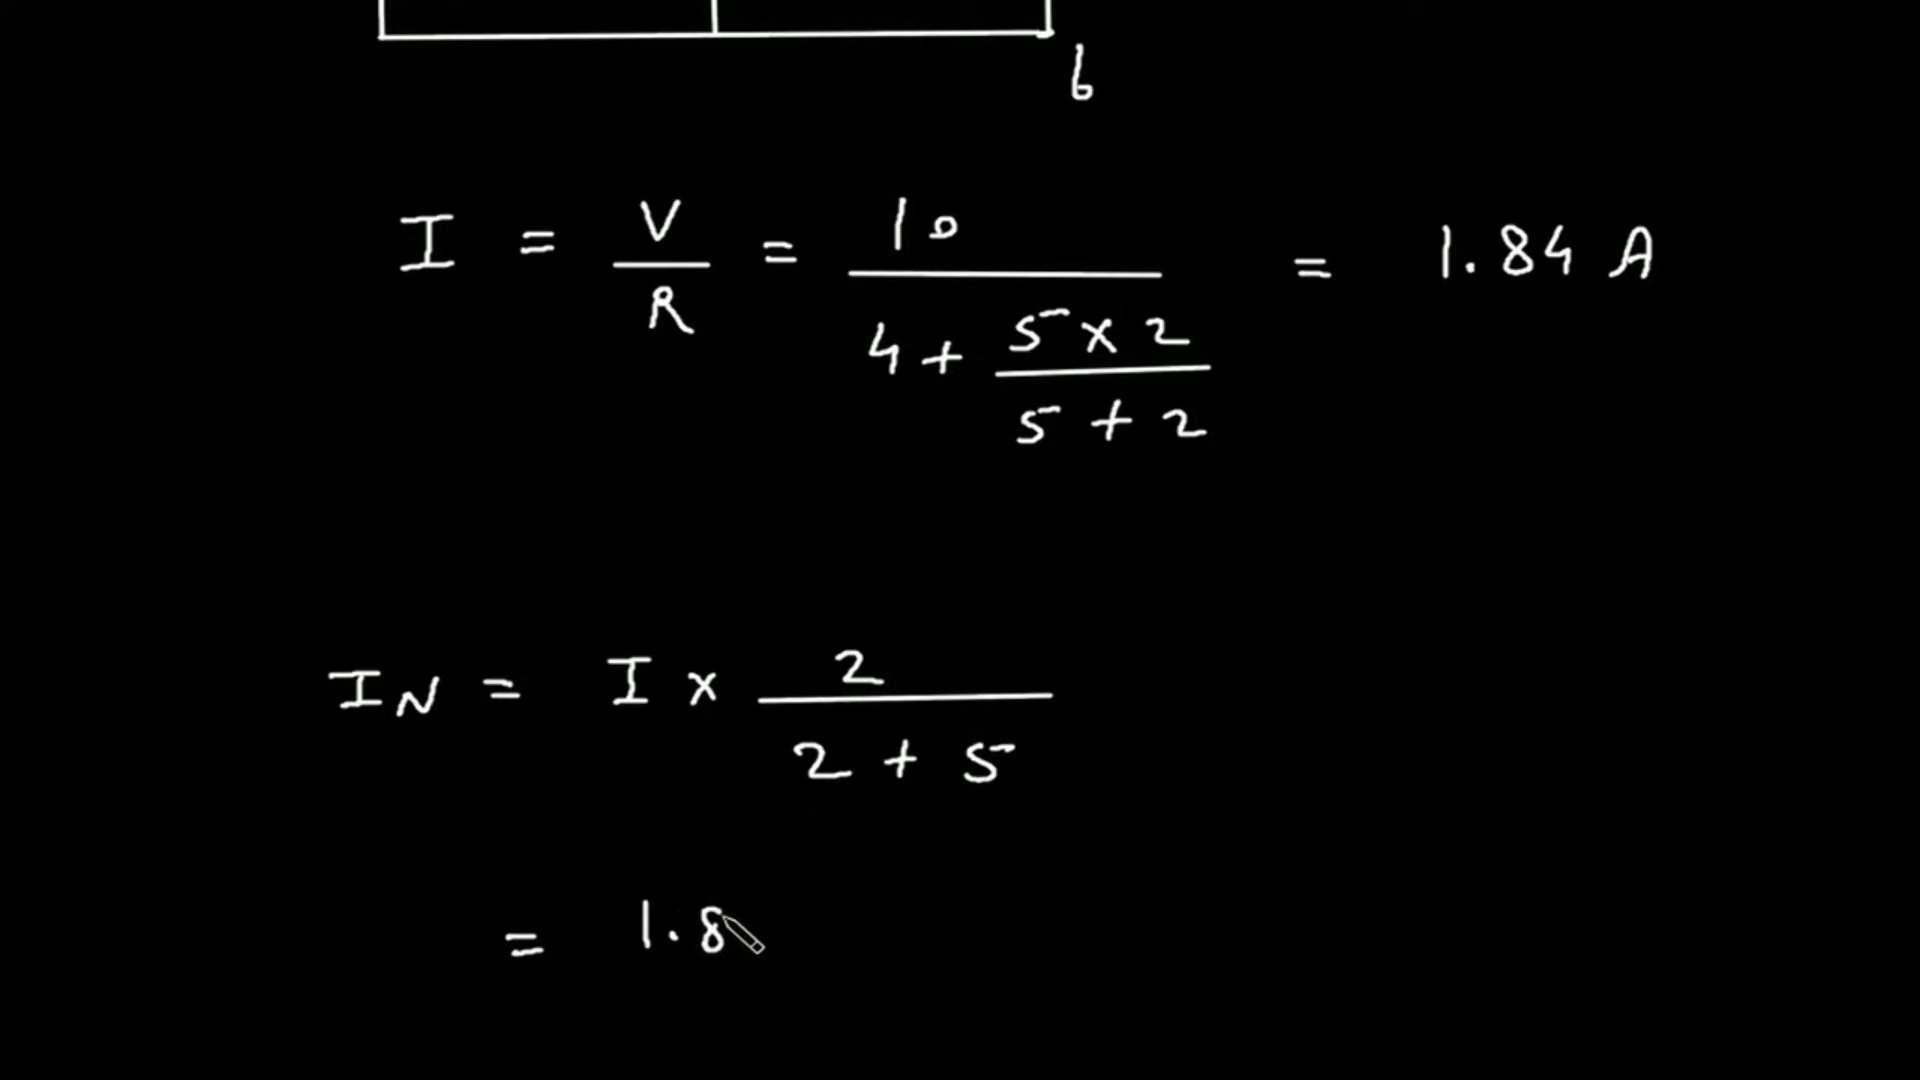 b
I = V/R = 10/(4 + (5 x 2)/(5 + 2)) = 1.84 A
IN = I x 2/(2 + 5)
= 1.8